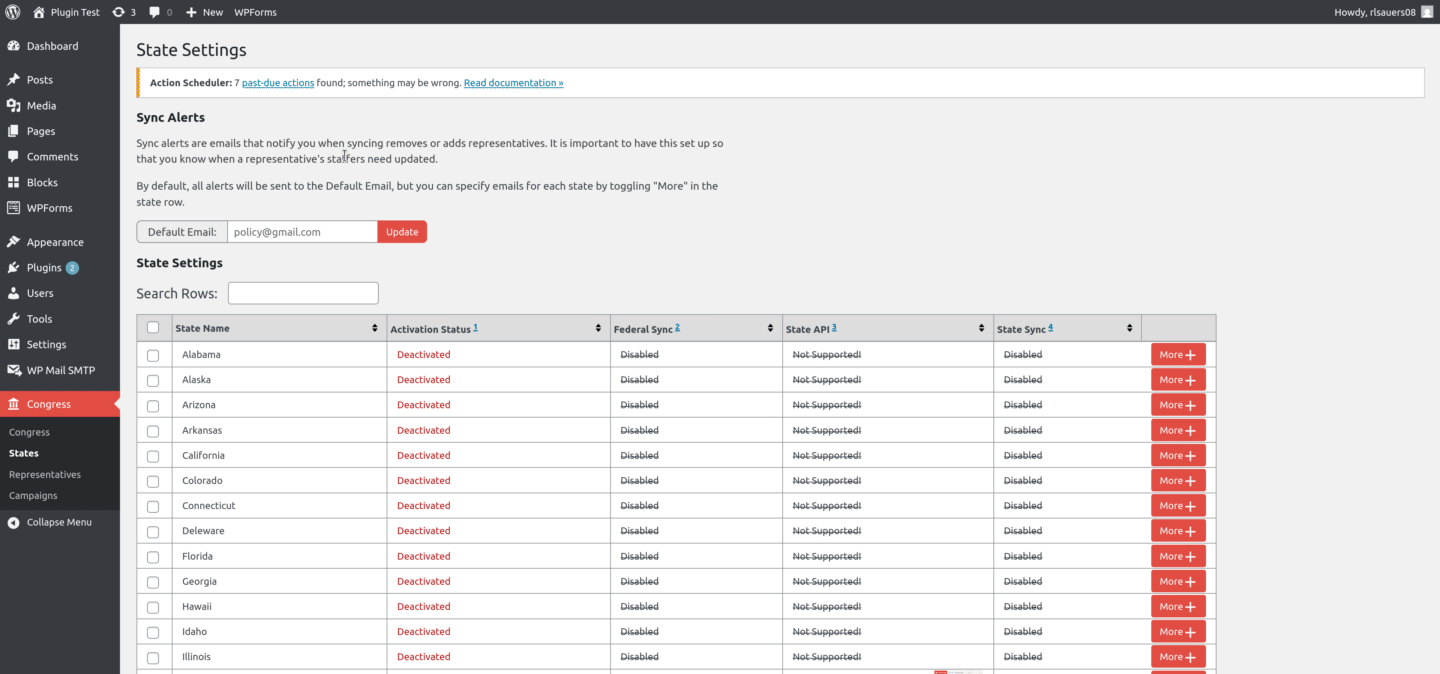 Plugin Test 3 0 New WPForms Howdy, rlsauers08
Dashboard
Posts
Media
Pages
Comments
Blocks
WPForms
Appearance
Plugins 2
Users
Tools
Settings
WP Mail SMTP
Congress
Congress
States
Representatives
Campaigns
Collapse Menu
State Settings
Action Scheduler: 7 past-due actions found; something may be wrong. Read documentation »
Sync Alerts
Sync alerts are emails that notify you when syncing removes or adds representatives. It is important to have this set up so
that you know when a representative's staffers need updated.
By default, all alerts will be sent to the Default Email, but you can specify emails for each state by toggling "More" in the
state row.
Default Email: policy@gmail.com Update
State Settings
Search Rows:
State Name Activation Status 1 Federal Sync 2 State API 3 State Sync 4
Alabama Deactivated Disabled Not Supported! Disabled More
Alaska Deactivated Disabled Not Supported! Disabled More
Arizona Deactivated Disabled Not Supported! Disabled More
Arkansas Deactivated Disabled Not Supported! Disabled More
California Deactivated Disabled Not Supported! Disabled More
Colorado Deactivated Disabled Not Supported! Disabled More
Connecticut Deactivated Disabled Not Supported! Disabled More
Deleware Deactivated Disabled Not Supported! Disabled More
Florida Deactivated Disabled Not Supported! Disabled More
Georgia Deactivated Disabled Not Supported! Disabled More
Hawaii Deactivated Disabled Not Supported! Disabled More
Idaho Deactivated Disabled Not Supported! Disabled More
Illinois Deactivated Disabled Not Supported! Disabled More